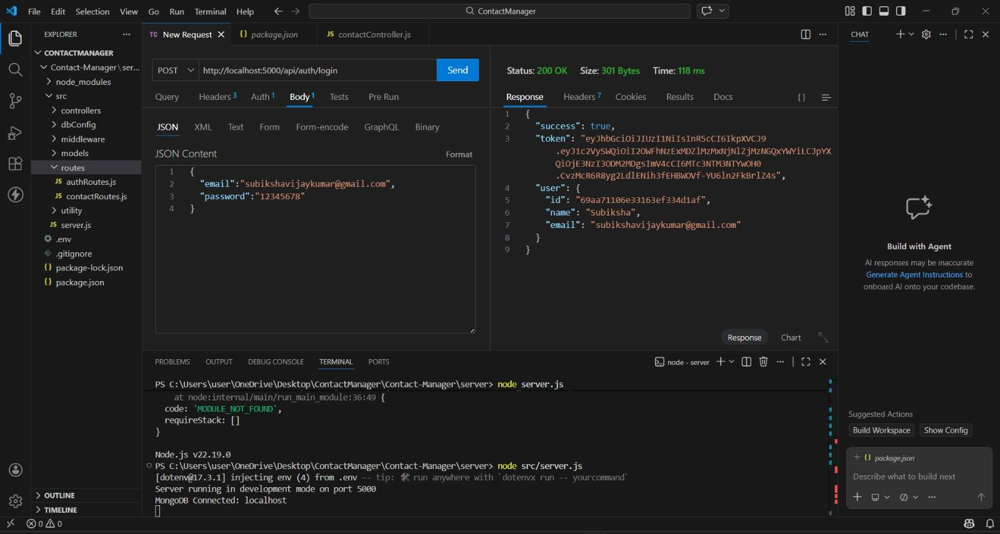 File Edit Selection View Go Run Terminal Help
ContactManager
EXPLORER
CONTACTMANAGER
Contact-Manager\ser...
node_modules
src
controllers
dbConfig
middleware
models
routes
JS authRoutes.js
JS contactRoutes.js
utility
JS server.js
.env
.gitignore
{} package-lock.json
{} package.json
OUTLINE
TIMELINE
TC New Request
{} package.json
JS contactController.js
POST http://localhost:5000/api/auth/login Send
Query Headers 3 Auth 1 Body 1 Tests Pre Run
JSON XML Text Form Form-encode GraphQL Binary
JSON Content Format
1 {
2 "email":"subikshavijaykumar@gmail.com",
3 "password":"12345678"
4 }
Status: 200 OK Size: 301 Bytes Time: 118 ms
Response Headers 7 Cookies Results Docs { }
1 {
2 "success": true,
3 "token": "eyJhbGciOiJIUzI1NiIsInR5cCI6IkpXVCJ9
.eyJ1c2VySWQiOiI2OWFhNzExMDZlMzMxNjNlZjMzNGQxYWYiLCJpYX
QiOjE3NzI3ODM2MDgsImV4cCI6MTc3NTM3NTYwOH0
.CvzMcR6R8yg2LdlENih3fEHBWOVf-YU6ln2FkBrlZ4s",
4 "user": {
5 "id": "69aa71106e33163ef334d1af",
6 "name": "Subiksha",
7 "email": "subikshavijaykumar@gmail.com"
8 }
9 }
Response Chart
PROBLEMS OUTPUT DEBUG CONSOLE TERMINAL PORTS
node - server
PS C:\Users\user\OneDrive\Desktop\ContactManager\Contact-Manager\server> node server.js
at node:internal/main/run_main_module:36:49 {
code: 'MODULE_NOT_FOUND',
requireStack: []
}
Node.js v22.19.0
PS C:\Users\user\OneDrive\Desktop\ContactManager\Contact-Manager\server> node src/server.js
[dotenv@17.3.1] injecting env (4) from .env -- tip: 🛠️ run anywhere with `dotenvx run -- yourcommand`
Server running in development mode on port 5000
MongoDB Connected: localhost
CHAT
Build with Agent
AI responses may be inaccurate
Generate Agent Instructions to
onboard AI onto your codebase.
Suggested Actions
Build Workspace Show Config
+ {} package.json
Describe what to build next
0 0